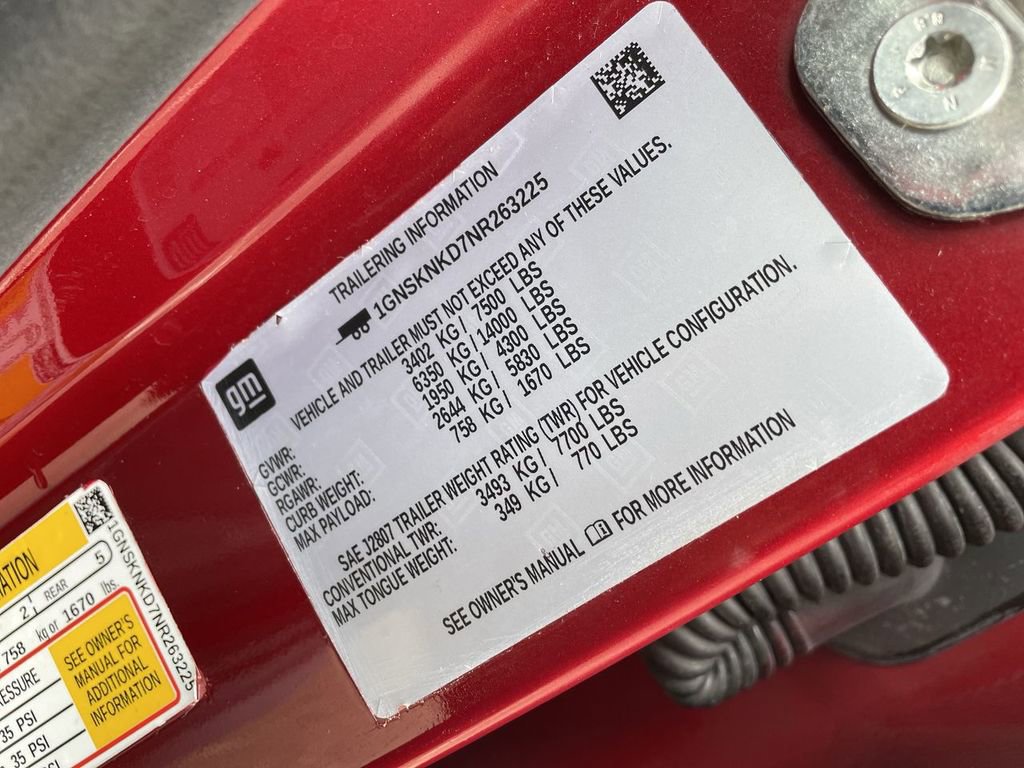 gm
TRAILERING INFORMATION
1GNSKNKD7NR263225
VEHICLE AND TRAILER MUST NOT EXCEED ANY OF THESE VALUES.
GVWR: 3402 KG / 7500 LBS
GCWR: 6350 KG / 14000 LBS
RGAWR: 1950 KG / 4300 LBS
CURB WEIGHT: 2644 KG / 5830 LBS
MAX PAYLOAD: 758 KG / 1670 LBS
SAE J2807 TRAILER WEIGHT RATING (TWR) FOR VEHICLE CONFIGURATION.
CONVENTIONAL TWR: 3493 KG / 7700 LBS
MAX TONGUE WEIGHT: 349 KG / 770 LBS
SEE OWNER'S MANUAL FOR MORE INFORMATION
1GNSKNKD7NR263225
2 REAR 5
758 kg or 1670 lbs.
SEE OWNER'S
MANUAL FOR
ADDITIONAL
INFORMATION
35 PSI
35 PSI